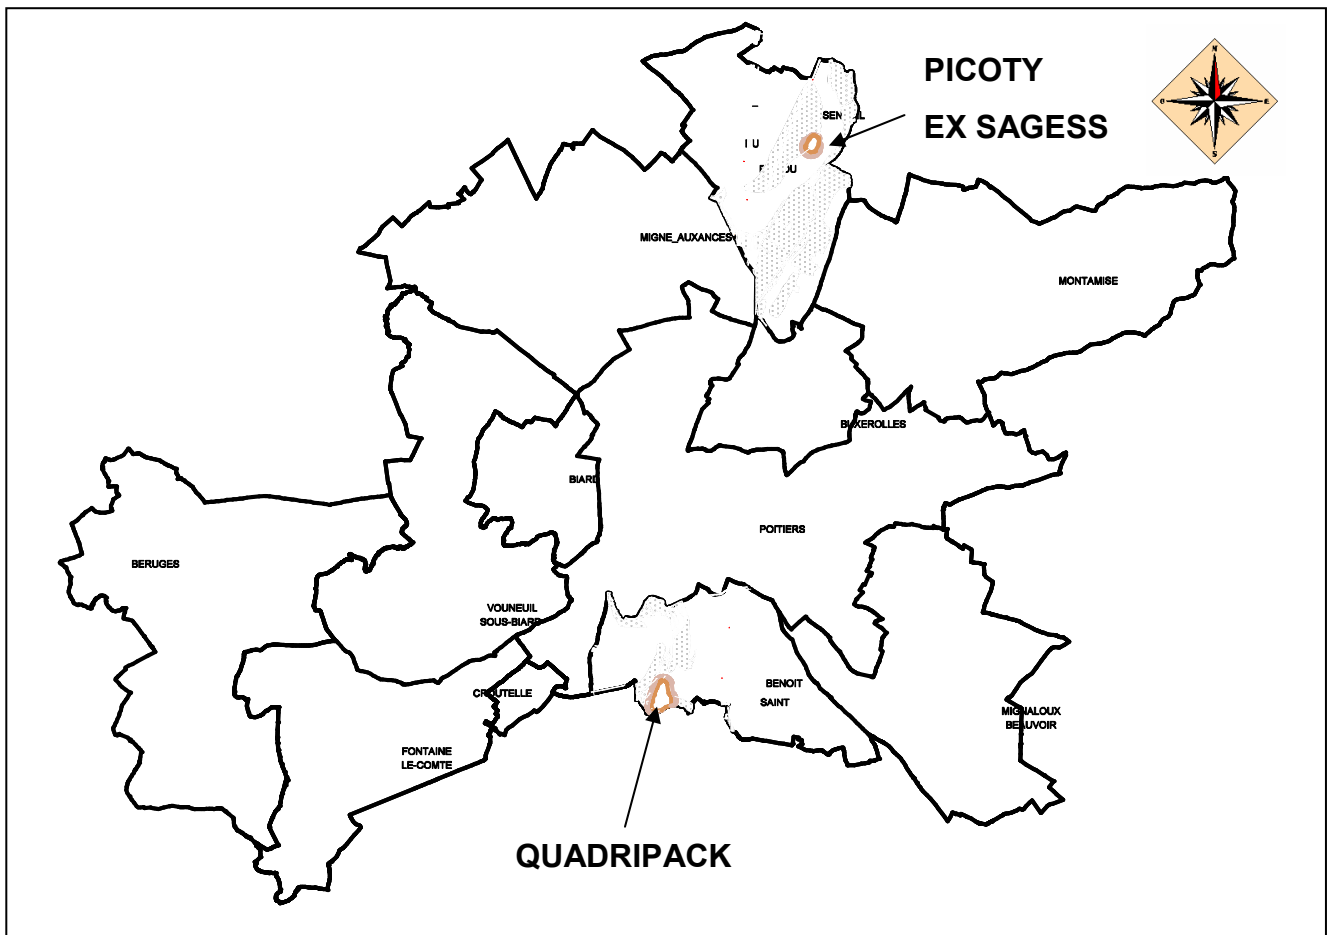 PICOTY
EX SAGESS
N
E
S
O
MIGNE_AUXANCES
MONTAMISE
BUXEROLLES
BIARD
POITIERS
BERUGES
VOUNEUIL
SOUS-BIARD
CROUTELLE
BENOIT
SAINT
MIGNALOUX
BEAUVOIR
FONTAINE
LE-COMTE
QUADRIPACK